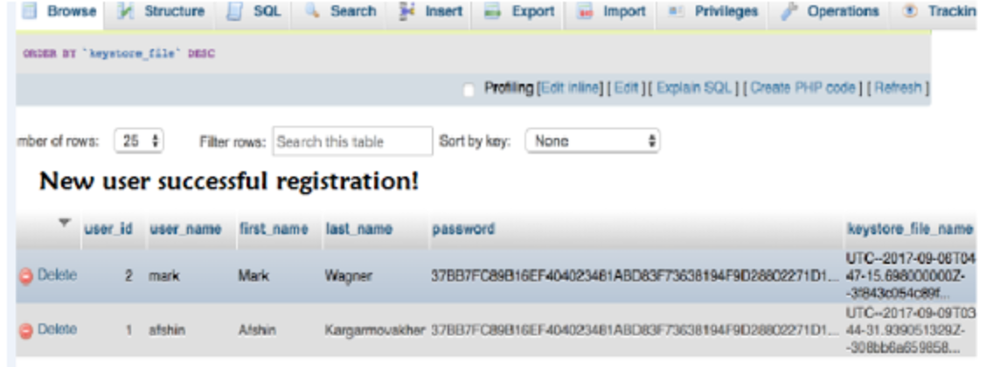 Browse Structure SQL Search Insert Export Import Privileges Operations Trackin
ORDER BY `keystore_file` DESC
Profiling [Edit inline] [ Edit ] [ Explain SQL ] [ Create PHP code ] [ Refresh ]
mber of rows: 25 Filter rows: Search this table Sort by key: None
New user successful registration!
user_id user_name first_name last_name password keystore_file_name
Delete 2 mark Mark Wagner 37BB7FC89B16EF404023461ABD83F73638194F9D28802271D1... UTC--2017-09-06T04
47-15.698000000Z-
-3f843c054c89f...
Delete 1 afshin Afshin Kargarmovakher 37BB7FC89B16EF404023461ABD83F73638194F9D28802271D1... UTC--2017-09-09T03
44-31.939051329Z-
-308bb6a659858...